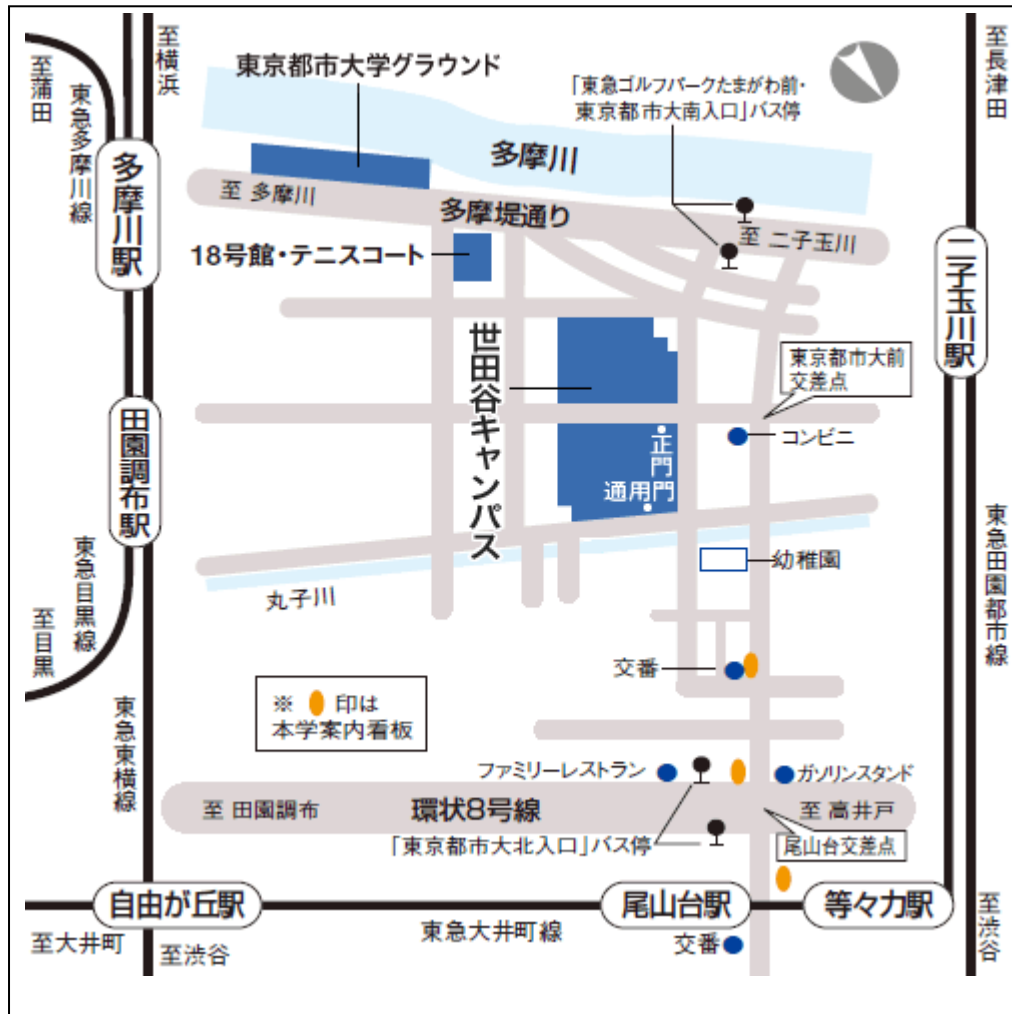 至横浜
至蒲田
東急多摩川線
多摩川駅
東京都市大学グラウンド
「東急ゴルフパークたまがわ前・
東京都市大南入口」バス停
至長津田
多摩川
至 多摩川
多摩堤通り
至 二子玉川
18号館・テニスコート
二子玉川駅
世田谷キャンパス
東京都市大前
交差点
田園調布駅
正門
コンビニ
通用門
東急目黒線
至目黒
丸子川
幼稚園
東急田園都市線
交番
※ 印は
本学案内看板
東急東横線
ファミリーレストラン
ガソリンスタンド
至 田園調布
環状8号線
至 高井戸
「東京都市大北入口」バス停
尾山台交差点
自由が丘駅
尾山台駅
等々力駅
至大井町
至渋谷
東急大井町線
交番
至渋谷